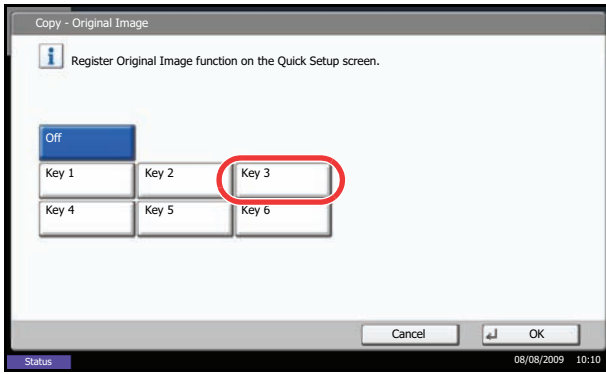 Copy - Original Image
Register Original Image function on the Quick Setup screen.
Off
Key 1 Key 2 Key 3
Key 4 Key 5 Key 6
Cancel OK
Status 08/08/2009 10:10